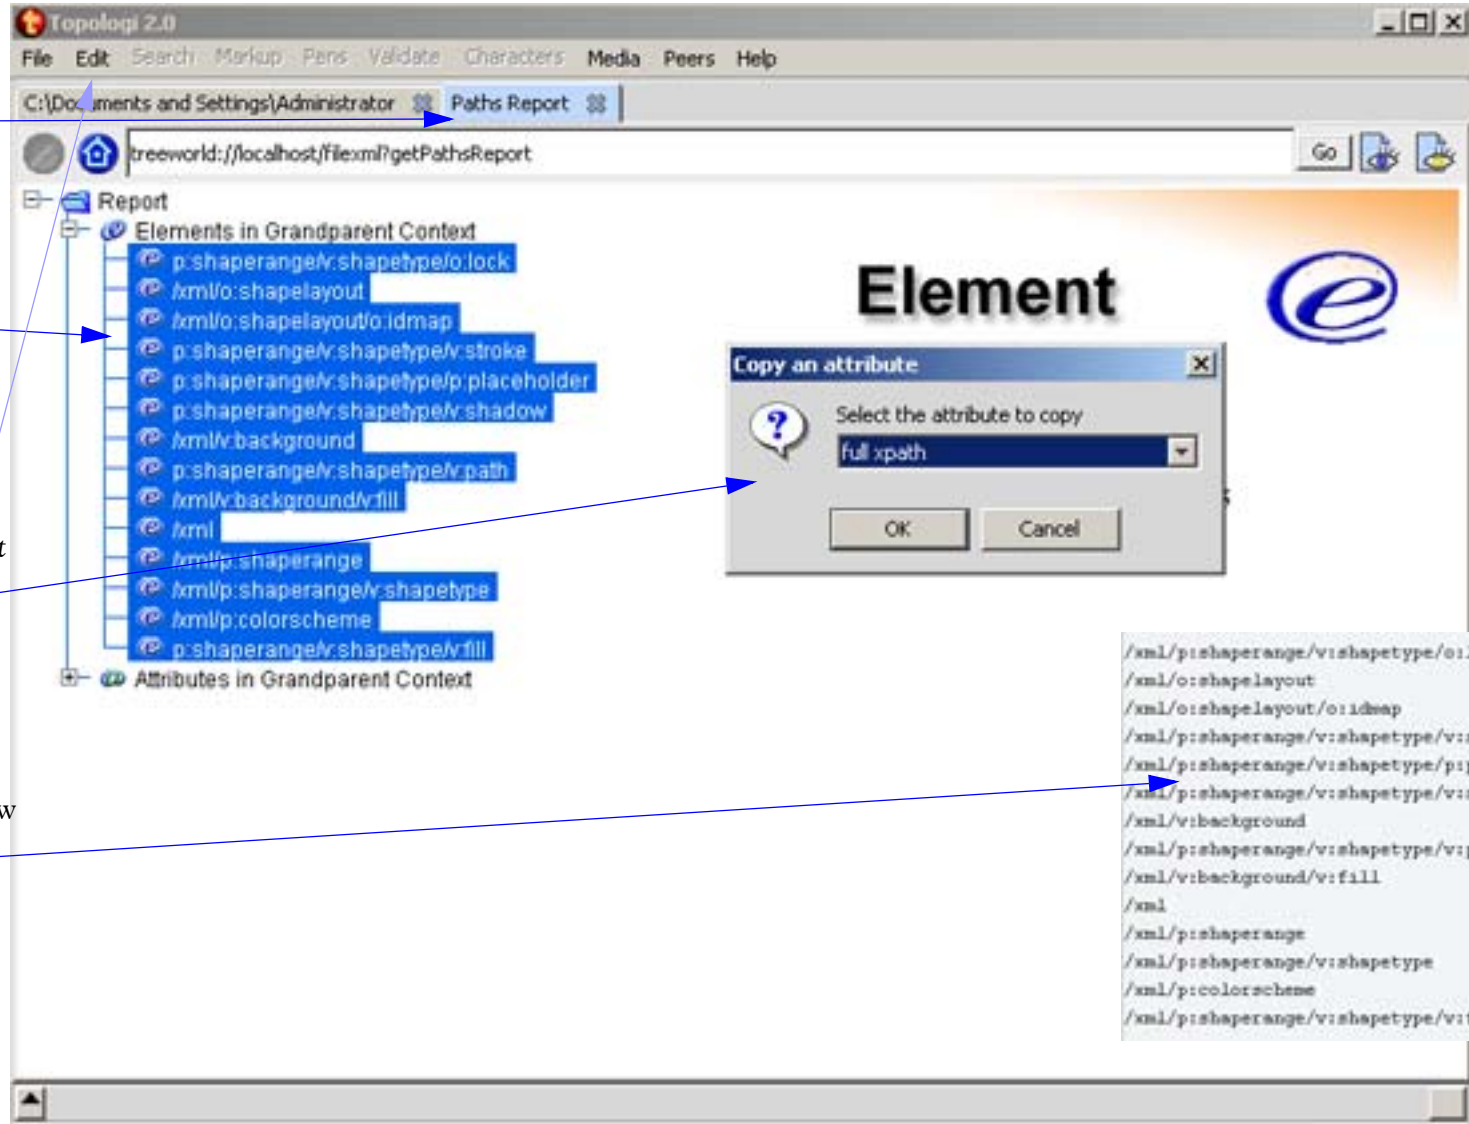 Topologi 2.0
File Edit Search Markup Pens Validate Characters Media Peers Help
C:\Documents and Settings\Administrator Paths Report
treeworld://localhost/filexml?getPathsReport Go
Report
Elements in Grandparent Context
p:shaperange/v:shapetype/o:lock
/xml/o:shapelayout
/xml/o:shapelayout/o:idmap
p:shaperange/v:shapetype/v:stroke
p:shaperange/v:shapetype/p:placeholder
p:shaperange/v:shapetype/v:shadow
/xml/v:background
p:shaperange/v:shapetype/v:path
/xml/v:background/v:fill
/xml
/xml/p:shaperange
/xml/p:shaperange/v:shapetype
/xml/p:colorscheme
p:shaperange/v:shapetype/v:fill
Attributes in Grandparent Context
Element
Copy an attribute
Select the attribute to copy
full xpath
OK Cancel
t
w
/xml/p:shaperange/v:shapetype/o:
/xml/o:shapelayout
/xml/o:shapelayout/o:idmap
/xml/p:shaperange/v:shapetype/v:
/xml/p:shaperange/v:shapetype/p:
/xml/p:shaperange/v:shapetype/v:
/xml/v:background
/xml/p:shaperange/v:shapetype/v:
/xml/v:background/v:fill
/xml
/xml/p:shaperange
/xml/p:shaperange/v:shapetype
/xml/p:colorscheme
/xml/p:shaperange/v:shapetype/v: